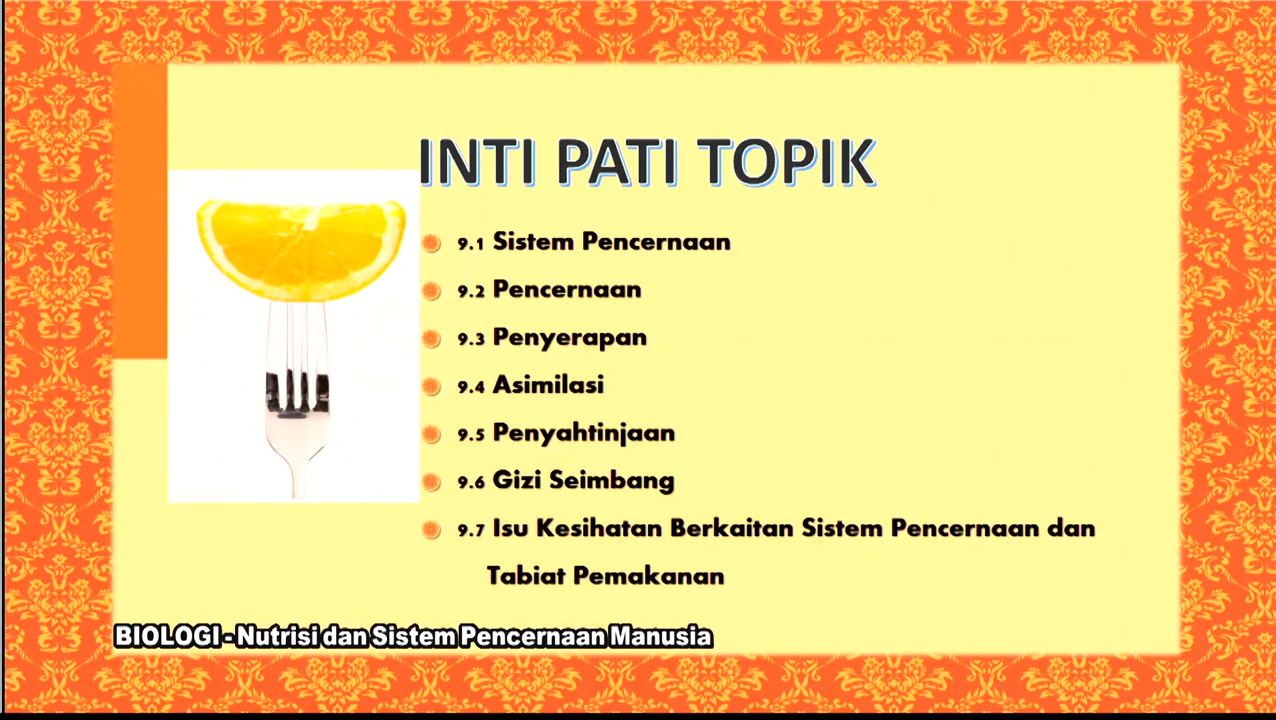 INTI PATI TOPIK
9.1 Sistem Pencernaan
9.2 Pencernaan
9.3 Penyerapan
9.4 Asimilasi
9.5 Penyahtinjaan
9.6 Gizi Seimbang
9.7 Isu Kesihatan Berkaitan Sistem Pencernaan dan
Tabiat Pemakanan
BIOLOGI - Nutrisi dan Sistem Pencernaan Manusia